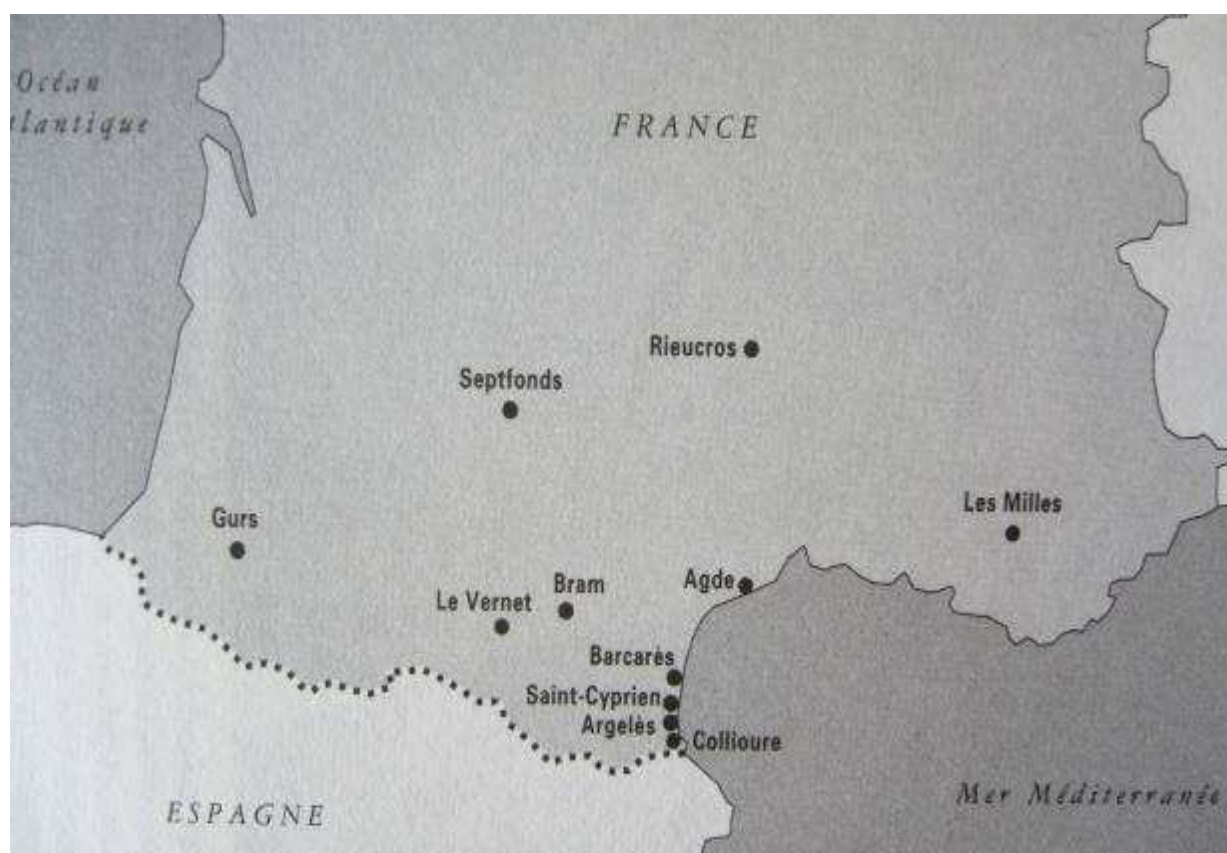 Océan
tlantique
FRANCE
Rieucros
Septfonds
Les Milles
Gurs
Agde
Bram
Le Vernet
Barcarès
Saint-Cyprien
Argelès
Collioure
Mer Méditerranée
ESPAGNE